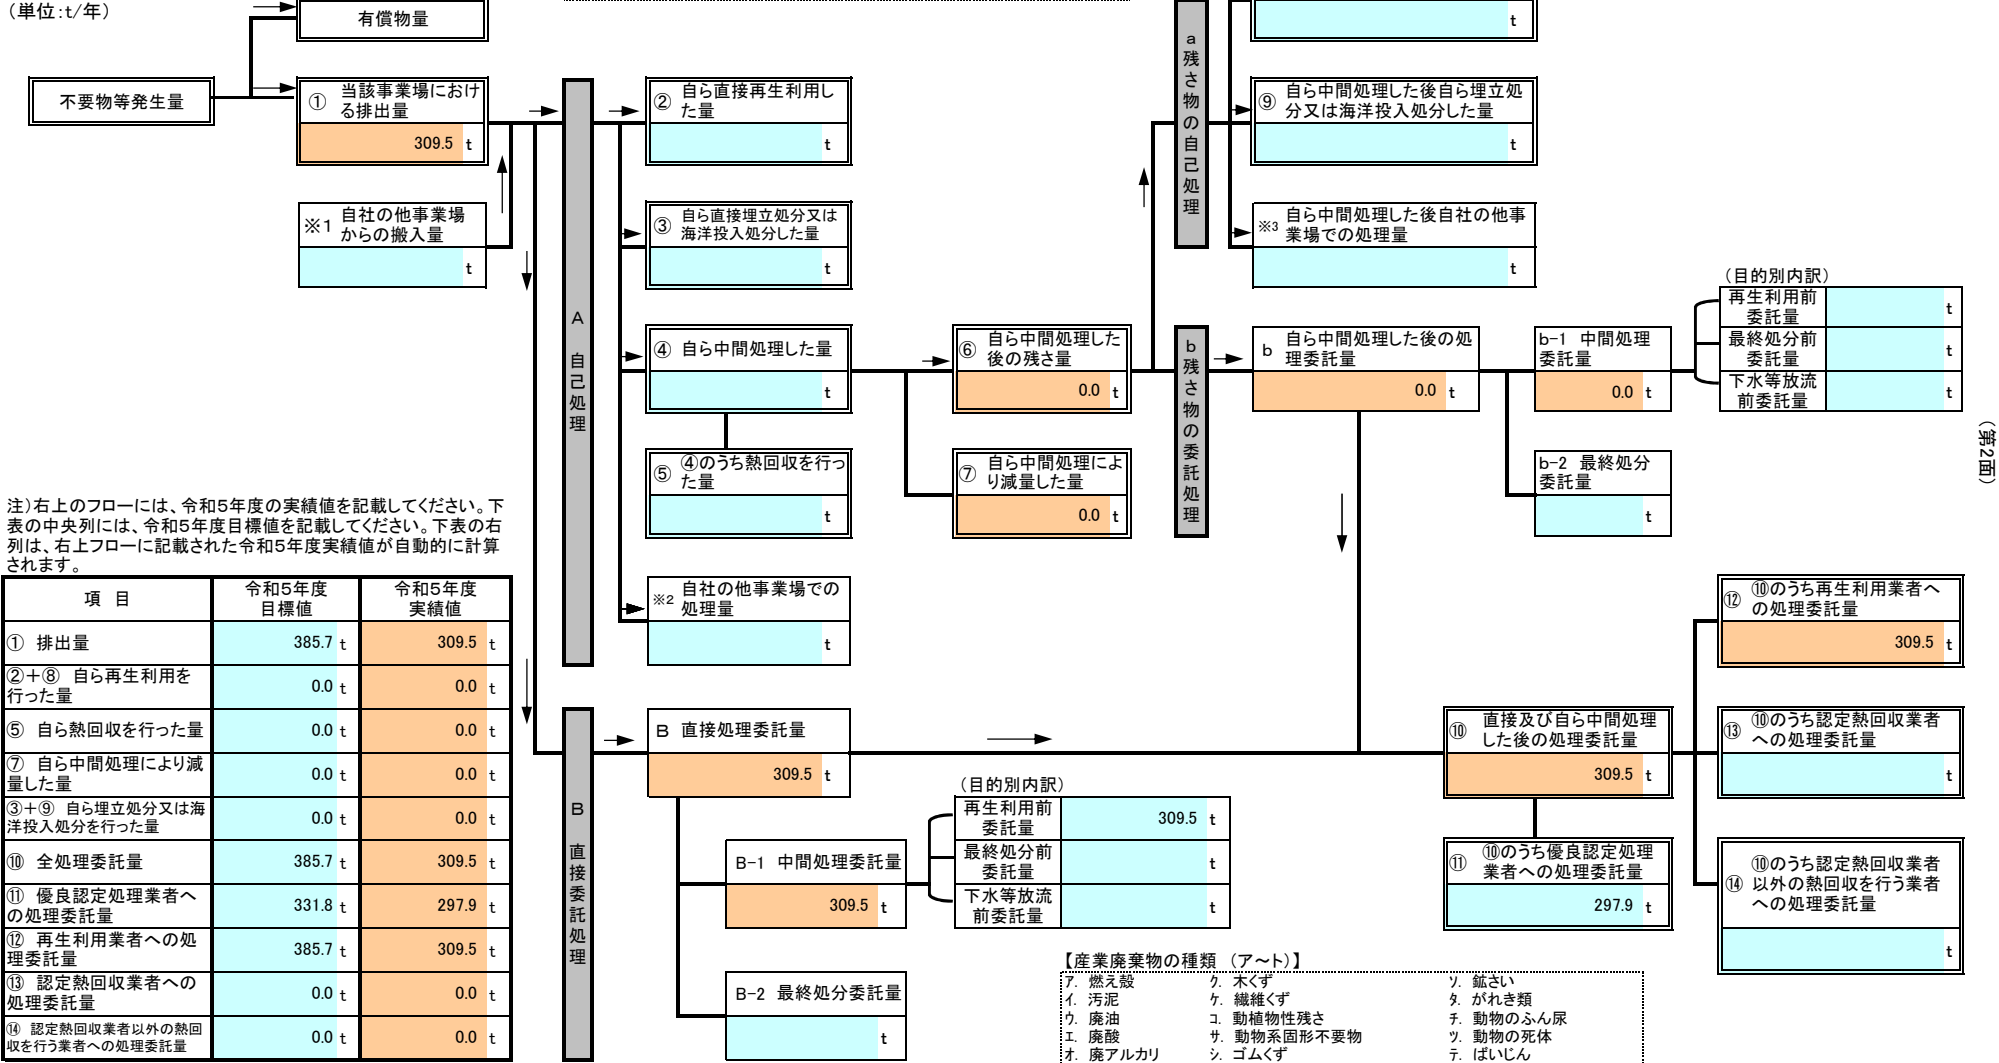 （単位:t/年）
有償物量
不要物等発生量
① 当該事業場におけ
る排出量
309.5 t
※1 自社の他事業場
からの搬入量
t
A 自己処理
② 自ら直接再生利用し
た量
t
③ 自ら直接埋立処分又は
海洋投入処分した量
t
④ 自ら中間処理した量
t
⑤ ④のうち熱回収を行っ
た量
t
※2 自社の他事業場での
処理量
t
⑥ 自ら中間処理した
後の残さ量
0.0 t
⑦ 自ら中間処理によ
り減量した量
0.0 t
a 残さ物の自己処理
t
⑨ 自ら中間処理した後自ら埋立処
分又は海洋投入処分した量
t
※3 自ら中間処理した後自社の他事
業場での処理量
t
b 残さ物の委託処理
b 自ら中間処理した後の処
理委託量
0.0 t
b-1 中間処理
委託量
0.0 t
（目的別内訳）
再生利用前
委託量
t
最終処分前
委託量
t
下水等放流
前委託量
t
b-2 最終処分
委託量
t
（第2面）
注）右上のフローには、令和5年度の実績値を記載してください。下
表の中央列には、令和5年度目標値を記載してください。下表の右
列は、右上フローに記載された令和5年度実績値が自動的に計算
されます。
項 目 令和5年度
目標値 令和5年度
実績値
① 排出量 385.7 t 309.5 t
②＋⑧ 自ら再生利用を
行った量 0.0 t 0.0 t
⑤ 自ら熱回収を行った量 0.0 t 0.0 t
⑦ 自ら中間処理により減
量した量 0.0 t 0.0 t
③＋⑨ 自ら埋立処分又は海
洋投入処分を行った量 0.0 t 0.0 t
⑩ 全処理委託量 385.7 t 309.5 t
⑪ 優良認定処理業者へ
の処理委託量 331.8 t 297.9 t
⑫ 再生利用業者への処
理委託量 385.7 t 309.5 t
⑬ 認定熱回収業者への
処理委託量 0.0 t 0.0 t
⑭ 認定熱回収業者以外の熱回
収を行う業者への処理委託量 0.0 t 0.0 t
B 直接委託処理
B 直接処理委託量
309.5 t
B-1 中間処理委託量
309.5 t
（目的別内訳）
再生利用前
委託量
309.5 t
最終処分前
委託量
t
下水等放流
前委託量
t
B-2 最終処分委託量
t
⑩ 直接及び自ら中間処理
した後の処理委託量
309.5 t
⑪ ⑩のうち優良認定処理
業者への処理委託量
297.9 t
⑫ ⑩のうち再生利用業者へ
の処理委託量
309.5 t
⑬ ⑩のうち認定熱回収業者
への処理委託量
t
⑭ ⑩のうち認定熱回収業者
以外の熱回収を行う業者
への処理委託量
t
【産業廃棄物の種類 （ア～ト）】
ア. 燃え殻 ク. 木くず ソ. 鉱さい
イ. 汚泥 ケ. 繊維くず タ. がれき類
ウ. 廃油 コ. 動植物性残さ チ. 動物のふん尿
エ. 廃酸 サ. 動物系固形不要物 ツ. 動物の死体
オ. 廃アルカリ シ. ゴムくず テ. ばいじん